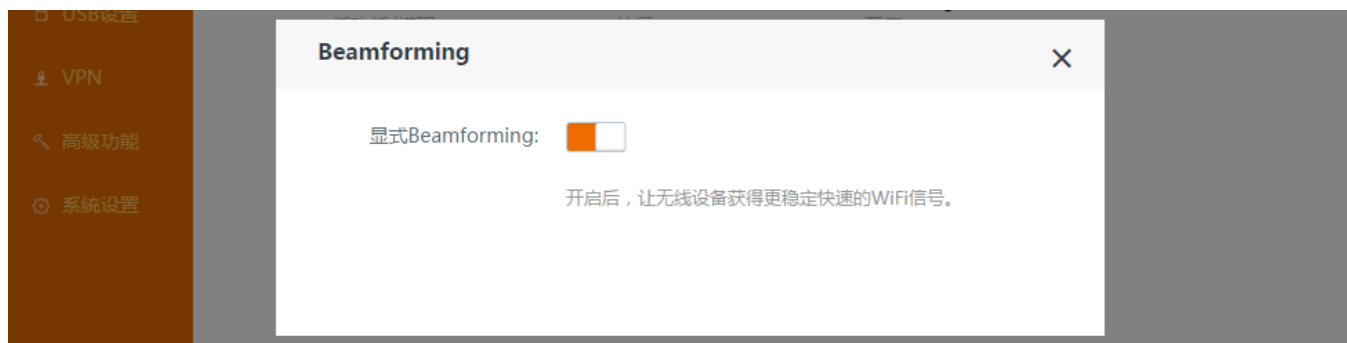 USB设置
Beamforming
VPN
显式Beamforming:
高级功能
开启后，让无线设备获得更稳定快速的WiFi信号。
系统设置